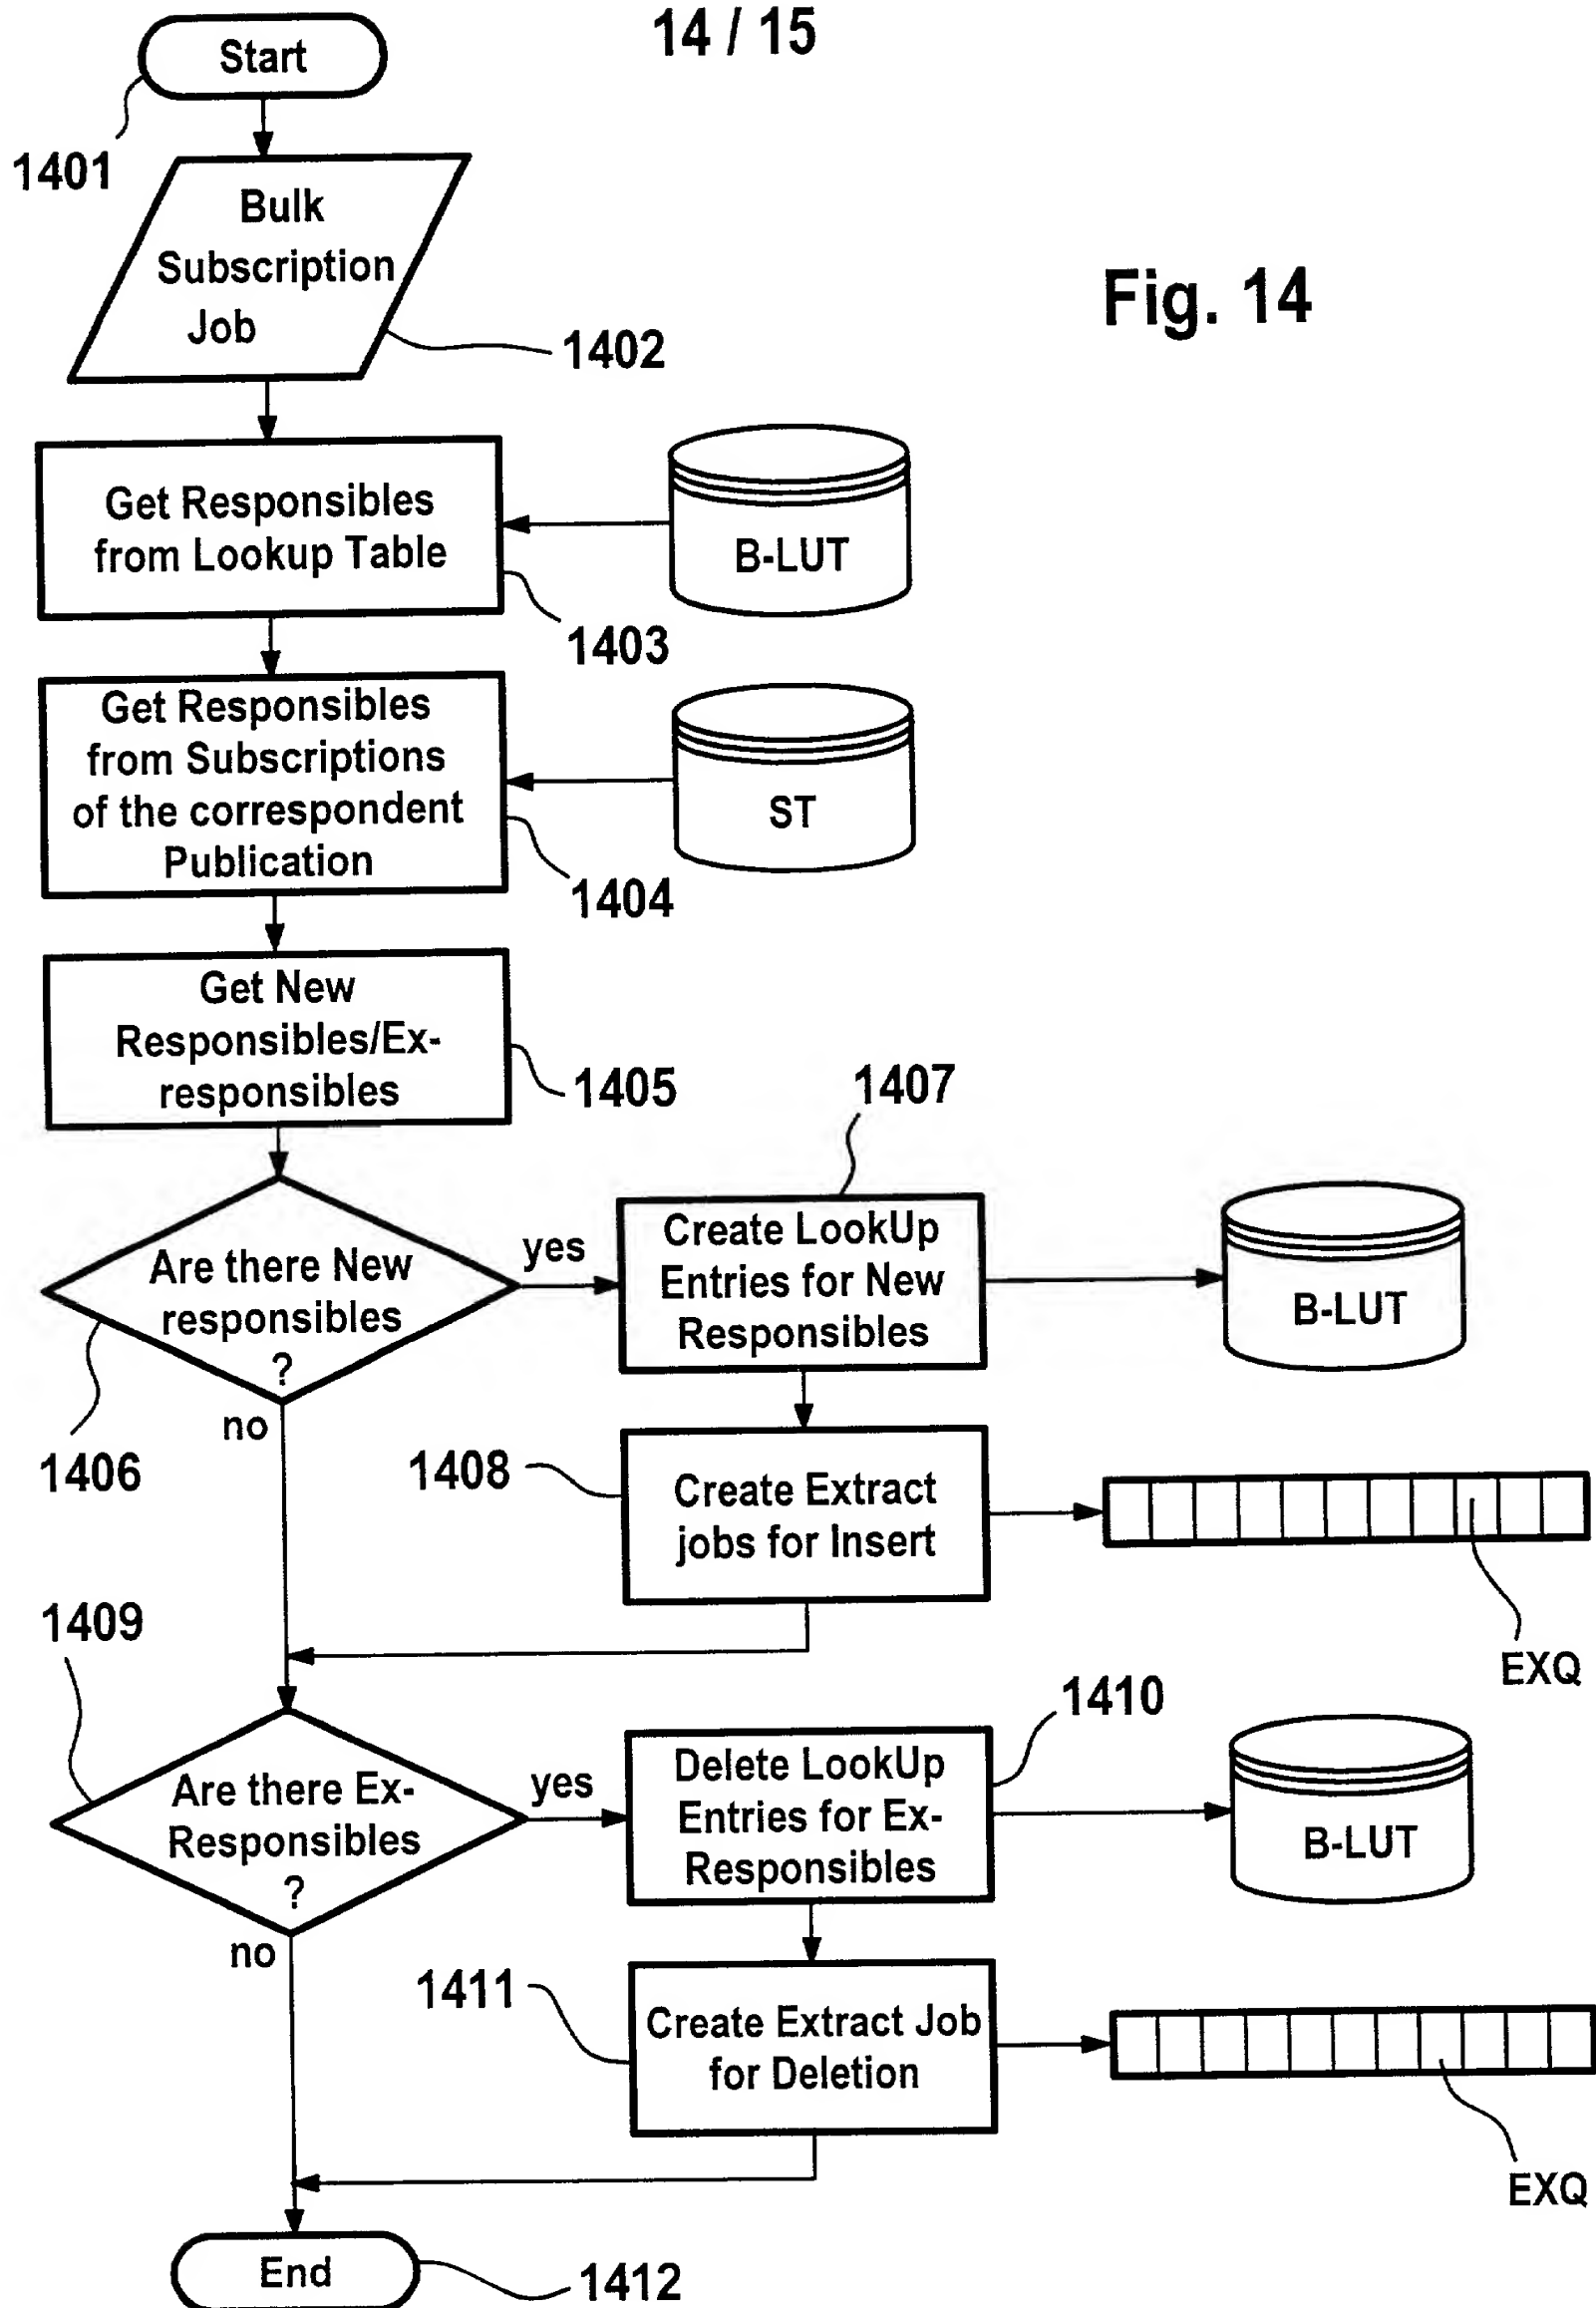 14 / 15
Start
1401
Bulk
Subscription
Job
1402
Fig. 14
Get Responsibles
from Lookup Table
1403
B-LUT
Get Responsibles
from Subscriptions
of the correspondent
Publication
1404
ST
Get New
Responsibles/Ex-
responsibles
1405
1407
Are there New
responsibles
?
yes
no
1406
Create LookUp
Entries for New
Responsibles
B-LUT
1408
Create Extract
jobs for Insert
EXQ
1409
Are there Ex-
Responsibles
?
yes
no
1410
Delete LookUp
Entries for Ex-
Responsibles
B-LUT
1411
Create Extract Job
for Deletion
EXQ
End
1412